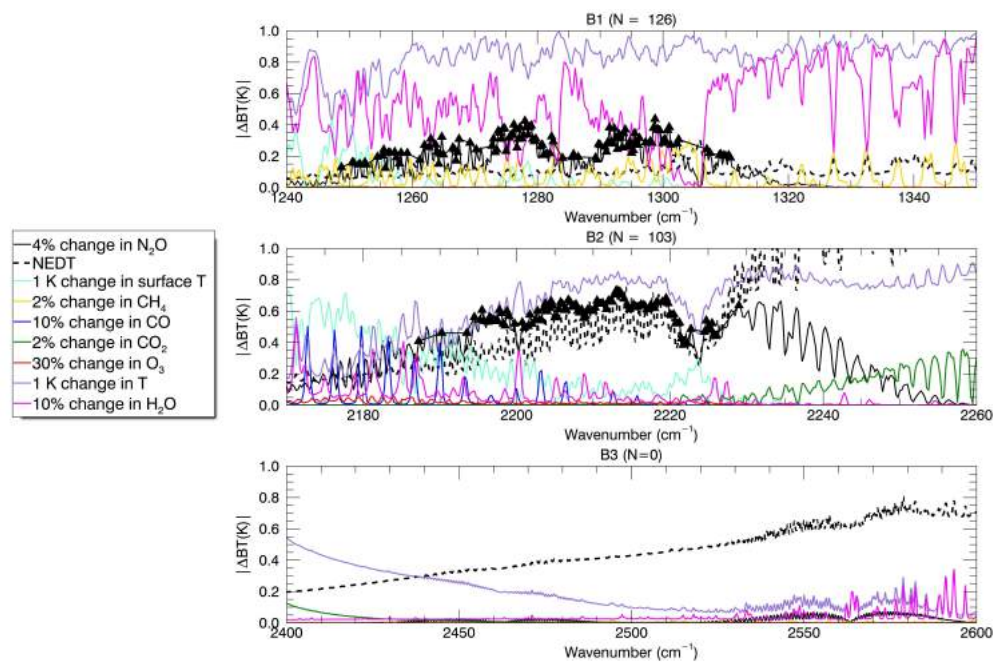 B1 (N = 126)
1.0
0.8
0.6
0.4
0.2
0.0
|ΔBT(K)|
1240 1260 1280 1300 1320 1340
Wavenumber (cm⁻¹)
4% change in N₂O
NEDT
1 K change in surface T
2% change in CH₄
10% change in CO
2% change in CO₂
30% change in O₃
1 K change in T
10% change in H₂O
B2 (N = 103)
1.0
0.8
0.6
0.4
0.2
0.0
|ΔBT(K)|
2180 2200 2220 2240 2260
Wavenumber (cm⁻¹)
B3 (N=0)
1.0
0.8
0.6
0.4
0.2
0.0
|ΔBT(K)|
2400 2450 2500 2550 2600
Wavenumber (cm⁻¹)